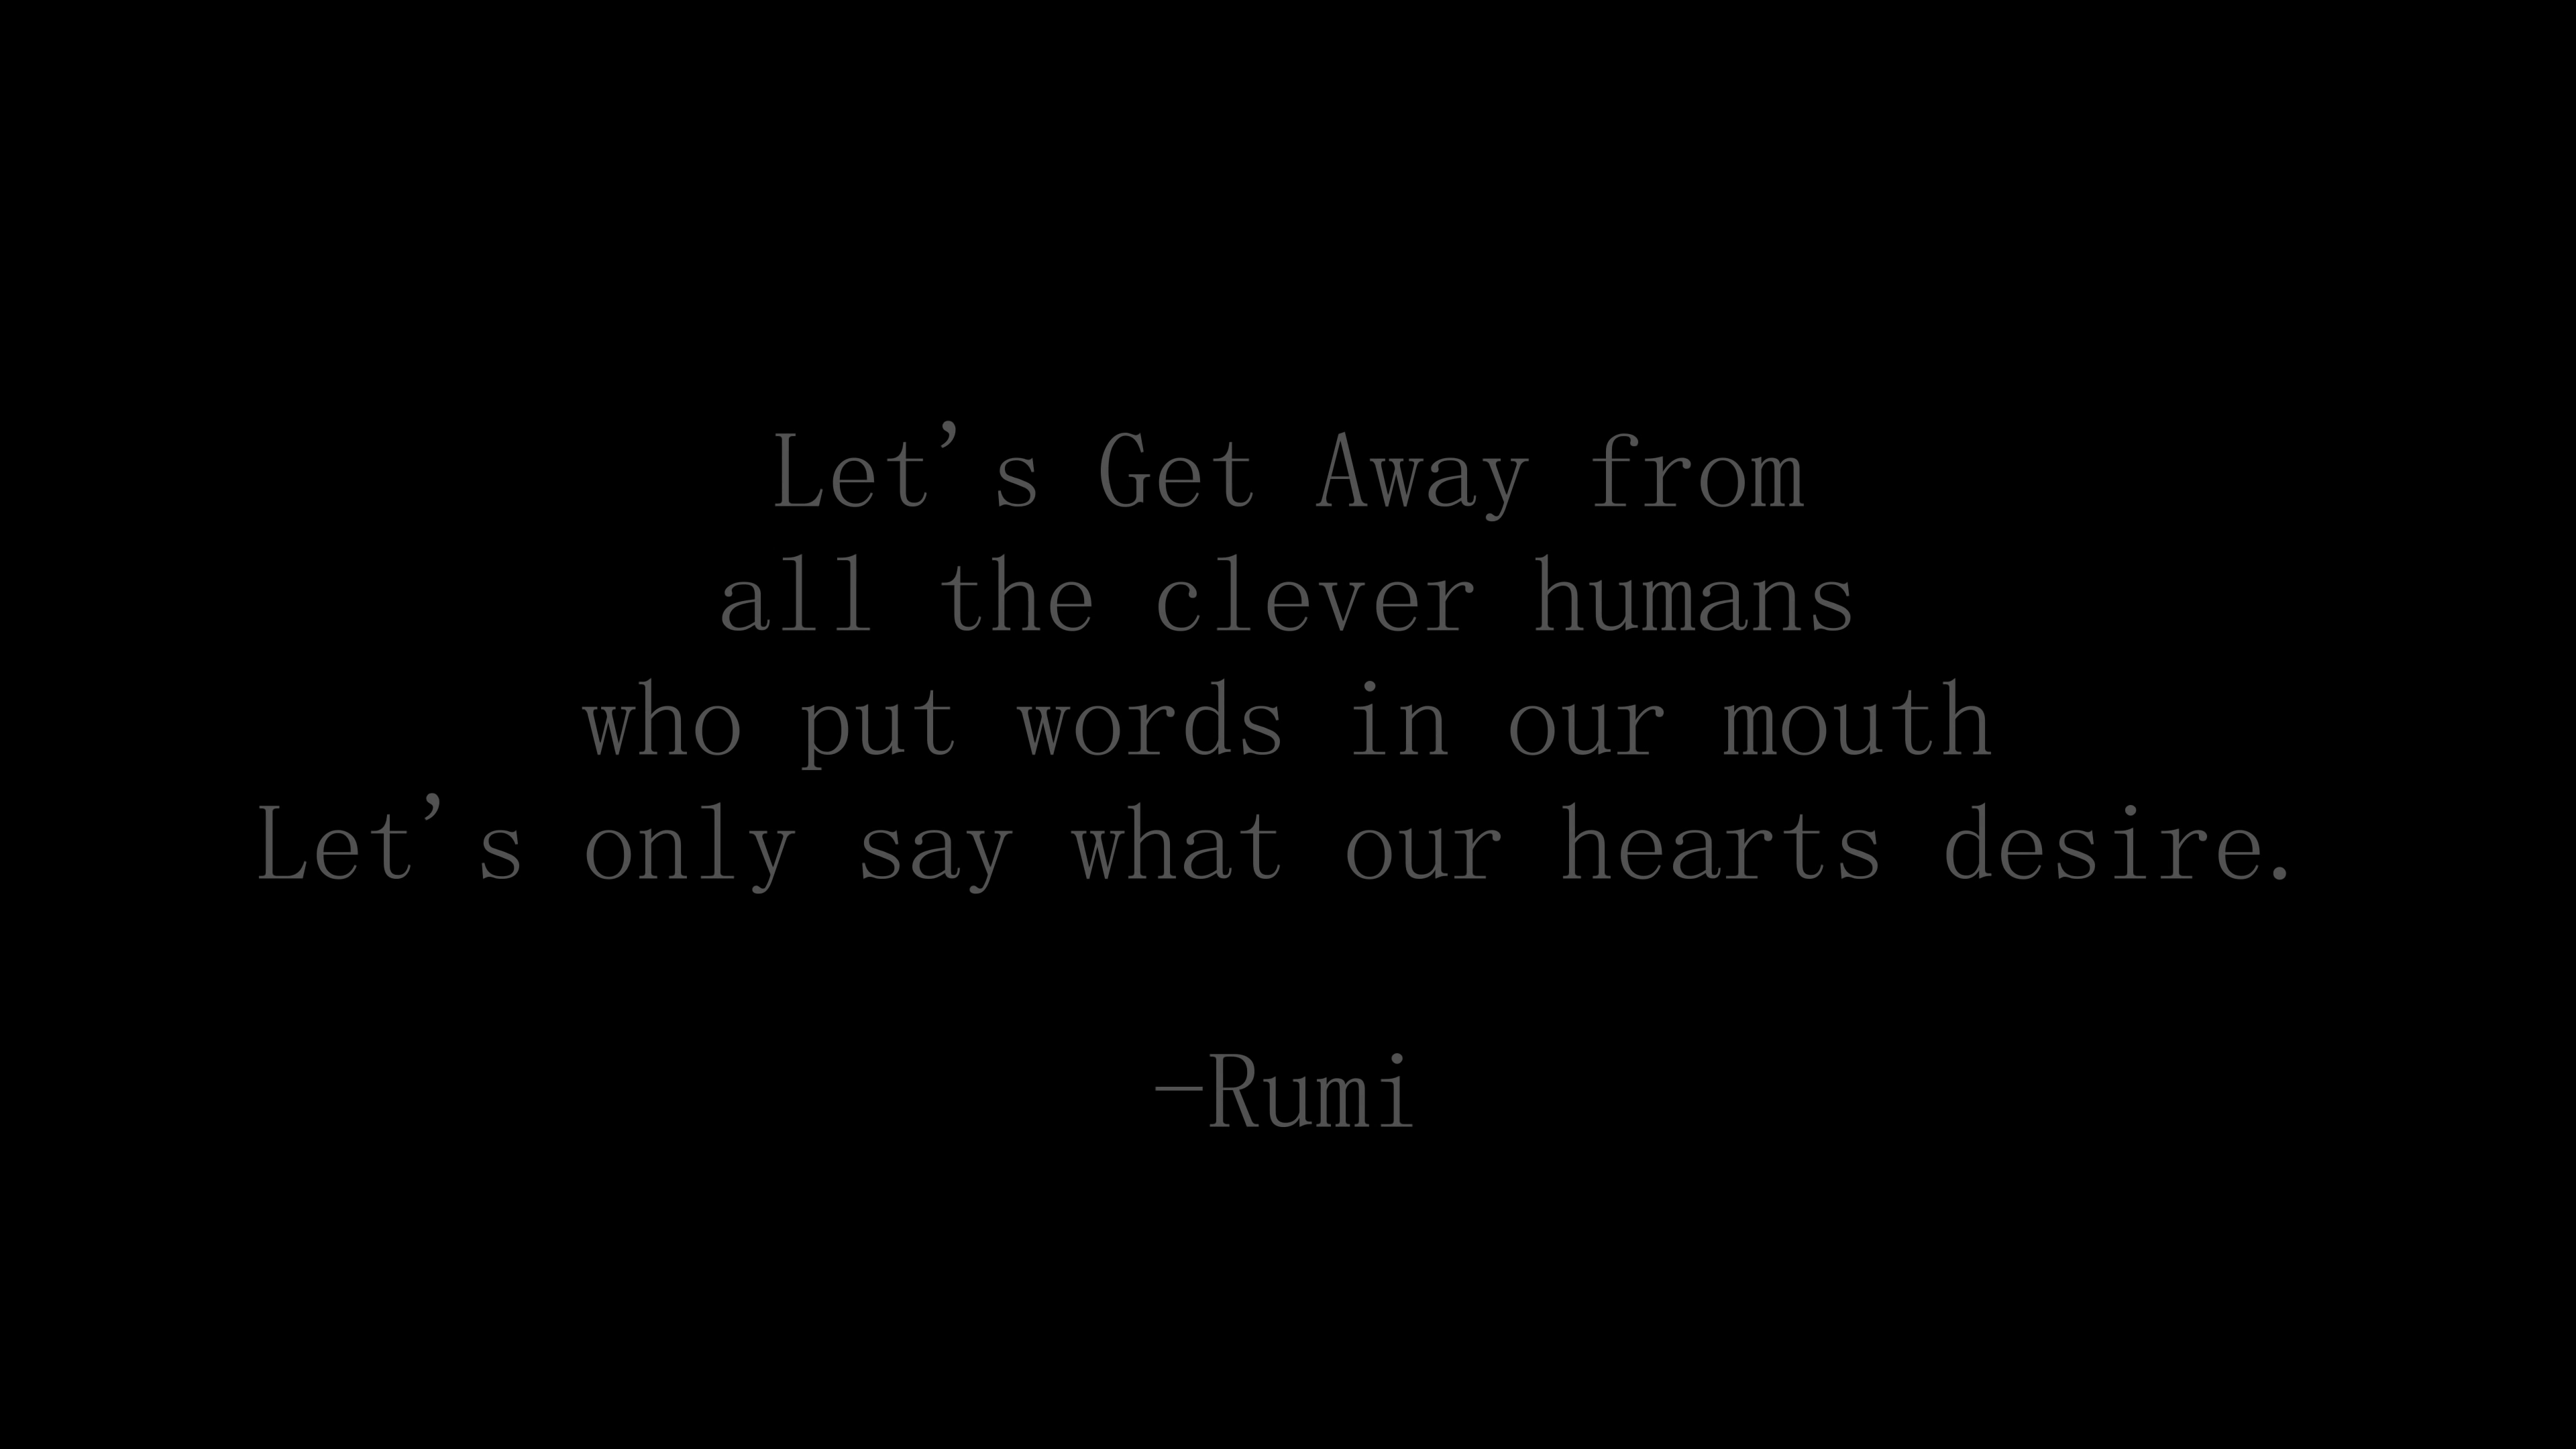 Let’s Get Away from
all the clever humans
who put words in our mouth
Let’s only say what our hearts desire.
-Rumi